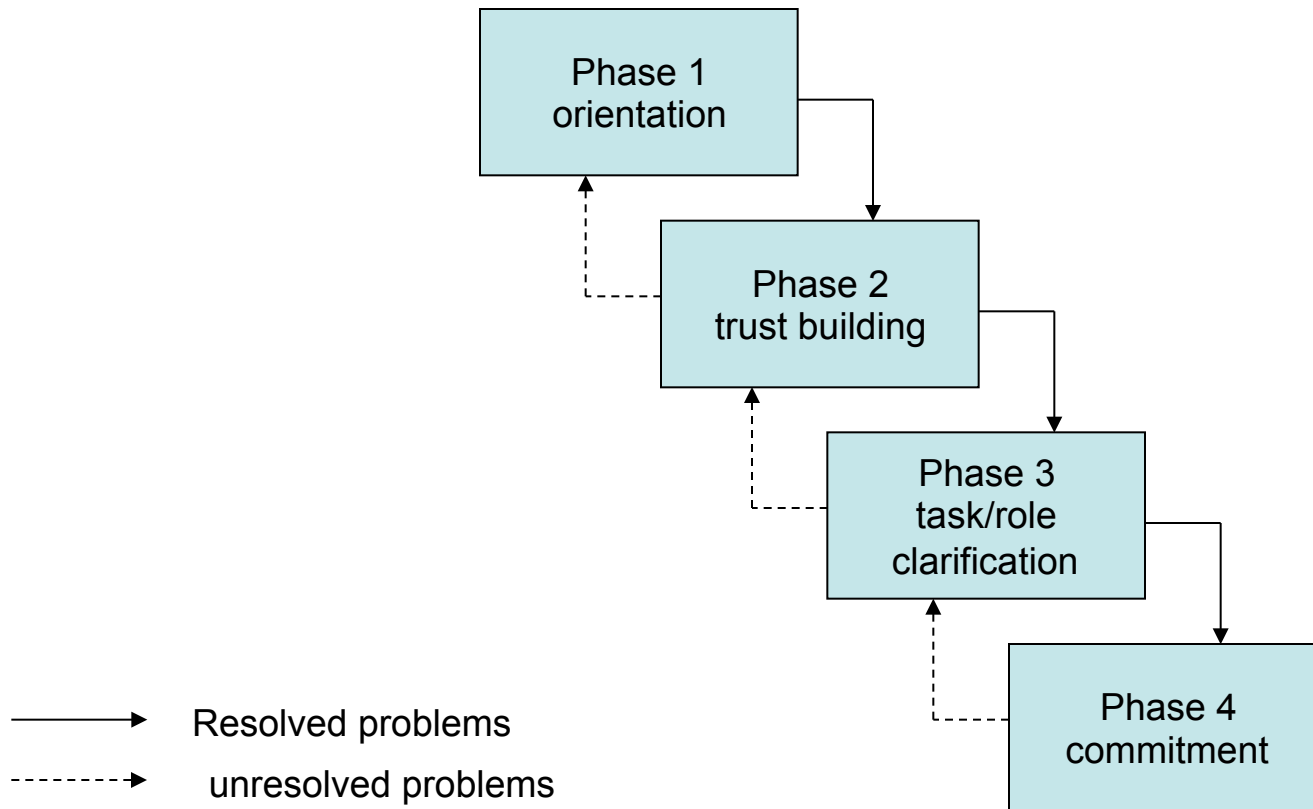 Phase 1
orientation
Phase 2
trust building
Phase 3
task/role
clarification
Phase 4
commitment
Resolved problems
unresolved problems